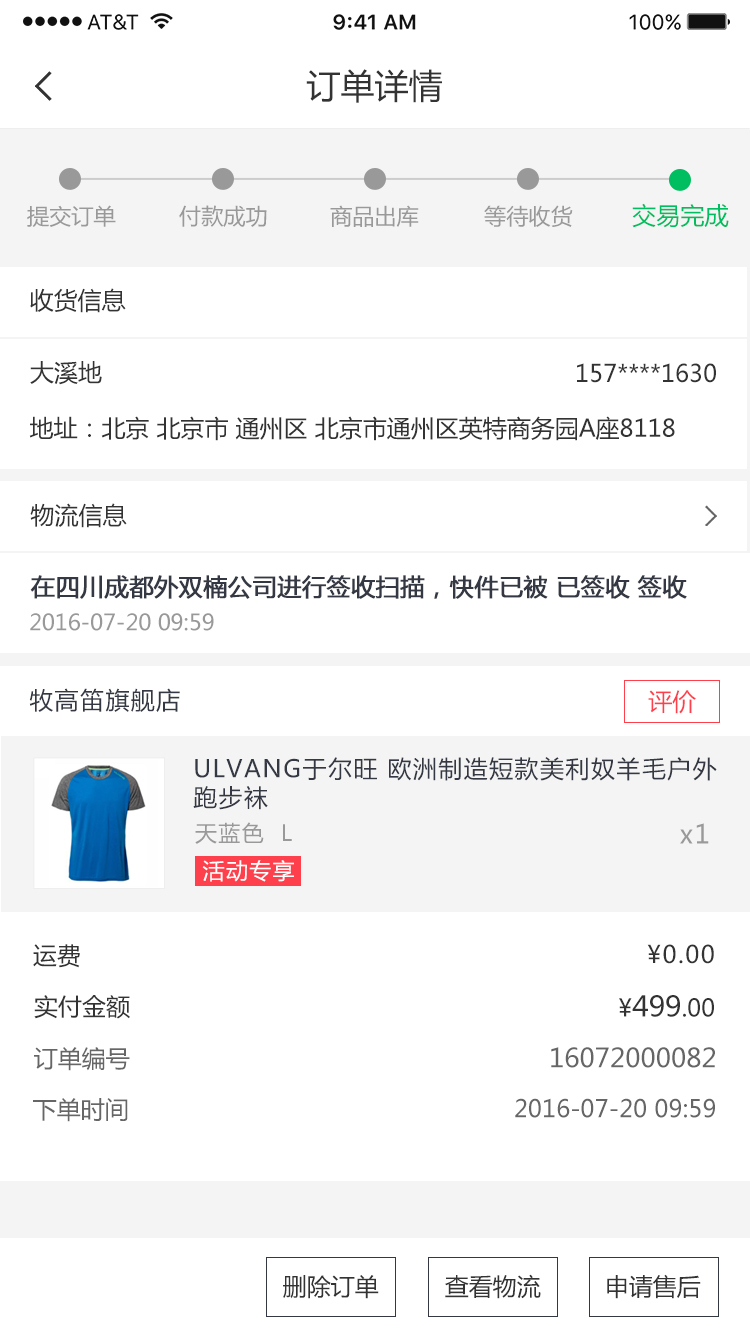 AT&T 9:41 AM 100%
订单详情
提交订单 付款成功 商品出库 等待收货 交易完成
收货信息
大溪地 157****1630
地址：北京 北京市 通州区 北京市通州区英特商务园A座8118
物流信息
在四川成都外双楠公司进行签收扫描，快件已被 已签收 签收
2016-07-20 09:59
牧高笛旗舰店 评价
ULVANG于尔旺 欧洲制造短款美利奴羊毛户外
跑步袜
天蓝色 L x1
活动专享
运费 ¥0.00
实付金额 ¥499.00
订单编号 16072000082
下单时间 2016-07-20 09:59
删除订单 查看物流 申请售后